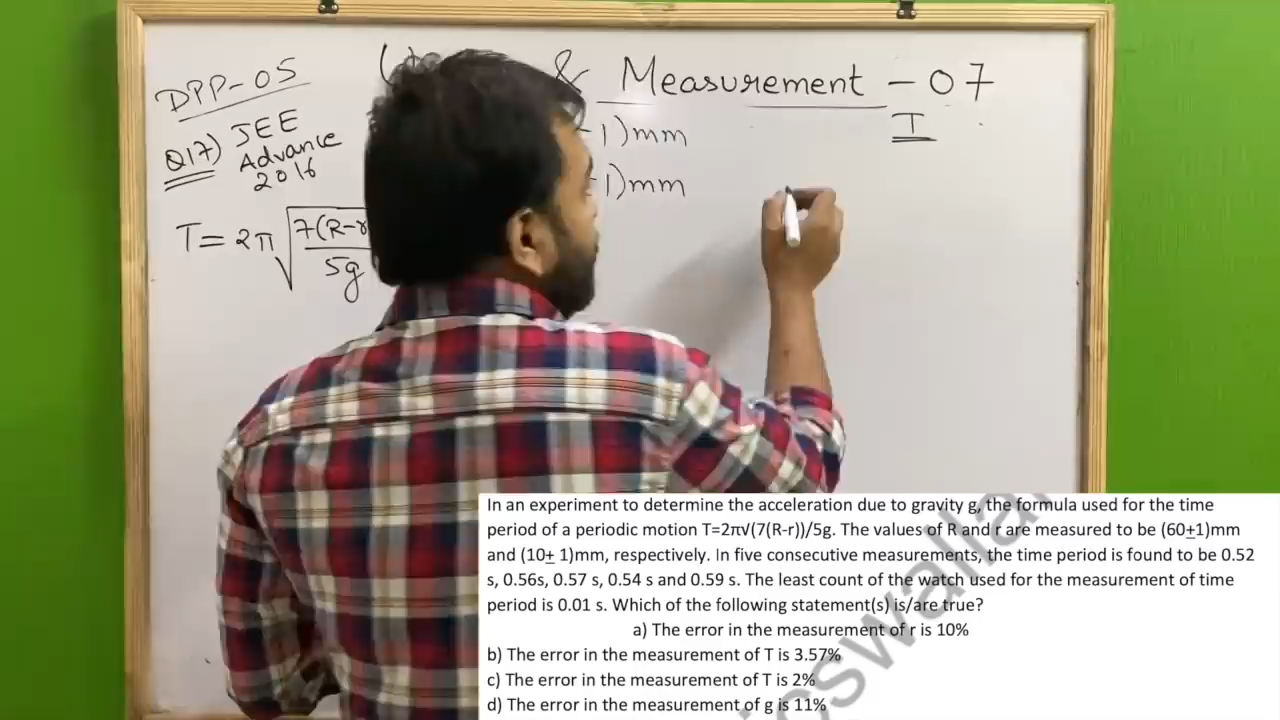 DPP-05
& Measurement - 07
I
Q17) JEE
Advance
2016
-1)mm
-1)mm
T = 2π √7(R-r
5g
In an experiment to determine the acceleration due to gravity g, the formula used for the time
period of a periodic motion T=2π√(7(R-r))/5g. The values of R and r are measured to be (60±1)mm
and (10± 1)mm, respectively. In five consecutive measurements, the time period is found to be 0.52
s, 0.56s, 0.57 s, 0.54 s and 0.59 s. The least count of the watch used for the measurement of time
period is 0.01 s. Which of the following statement(s) is/are true?
a) The error in the measurement of r is 10%
b) The error in the measurement of T is 3.57%
c) The error in the measurement of T is 2%
d) The error in the measurement of g is 11%